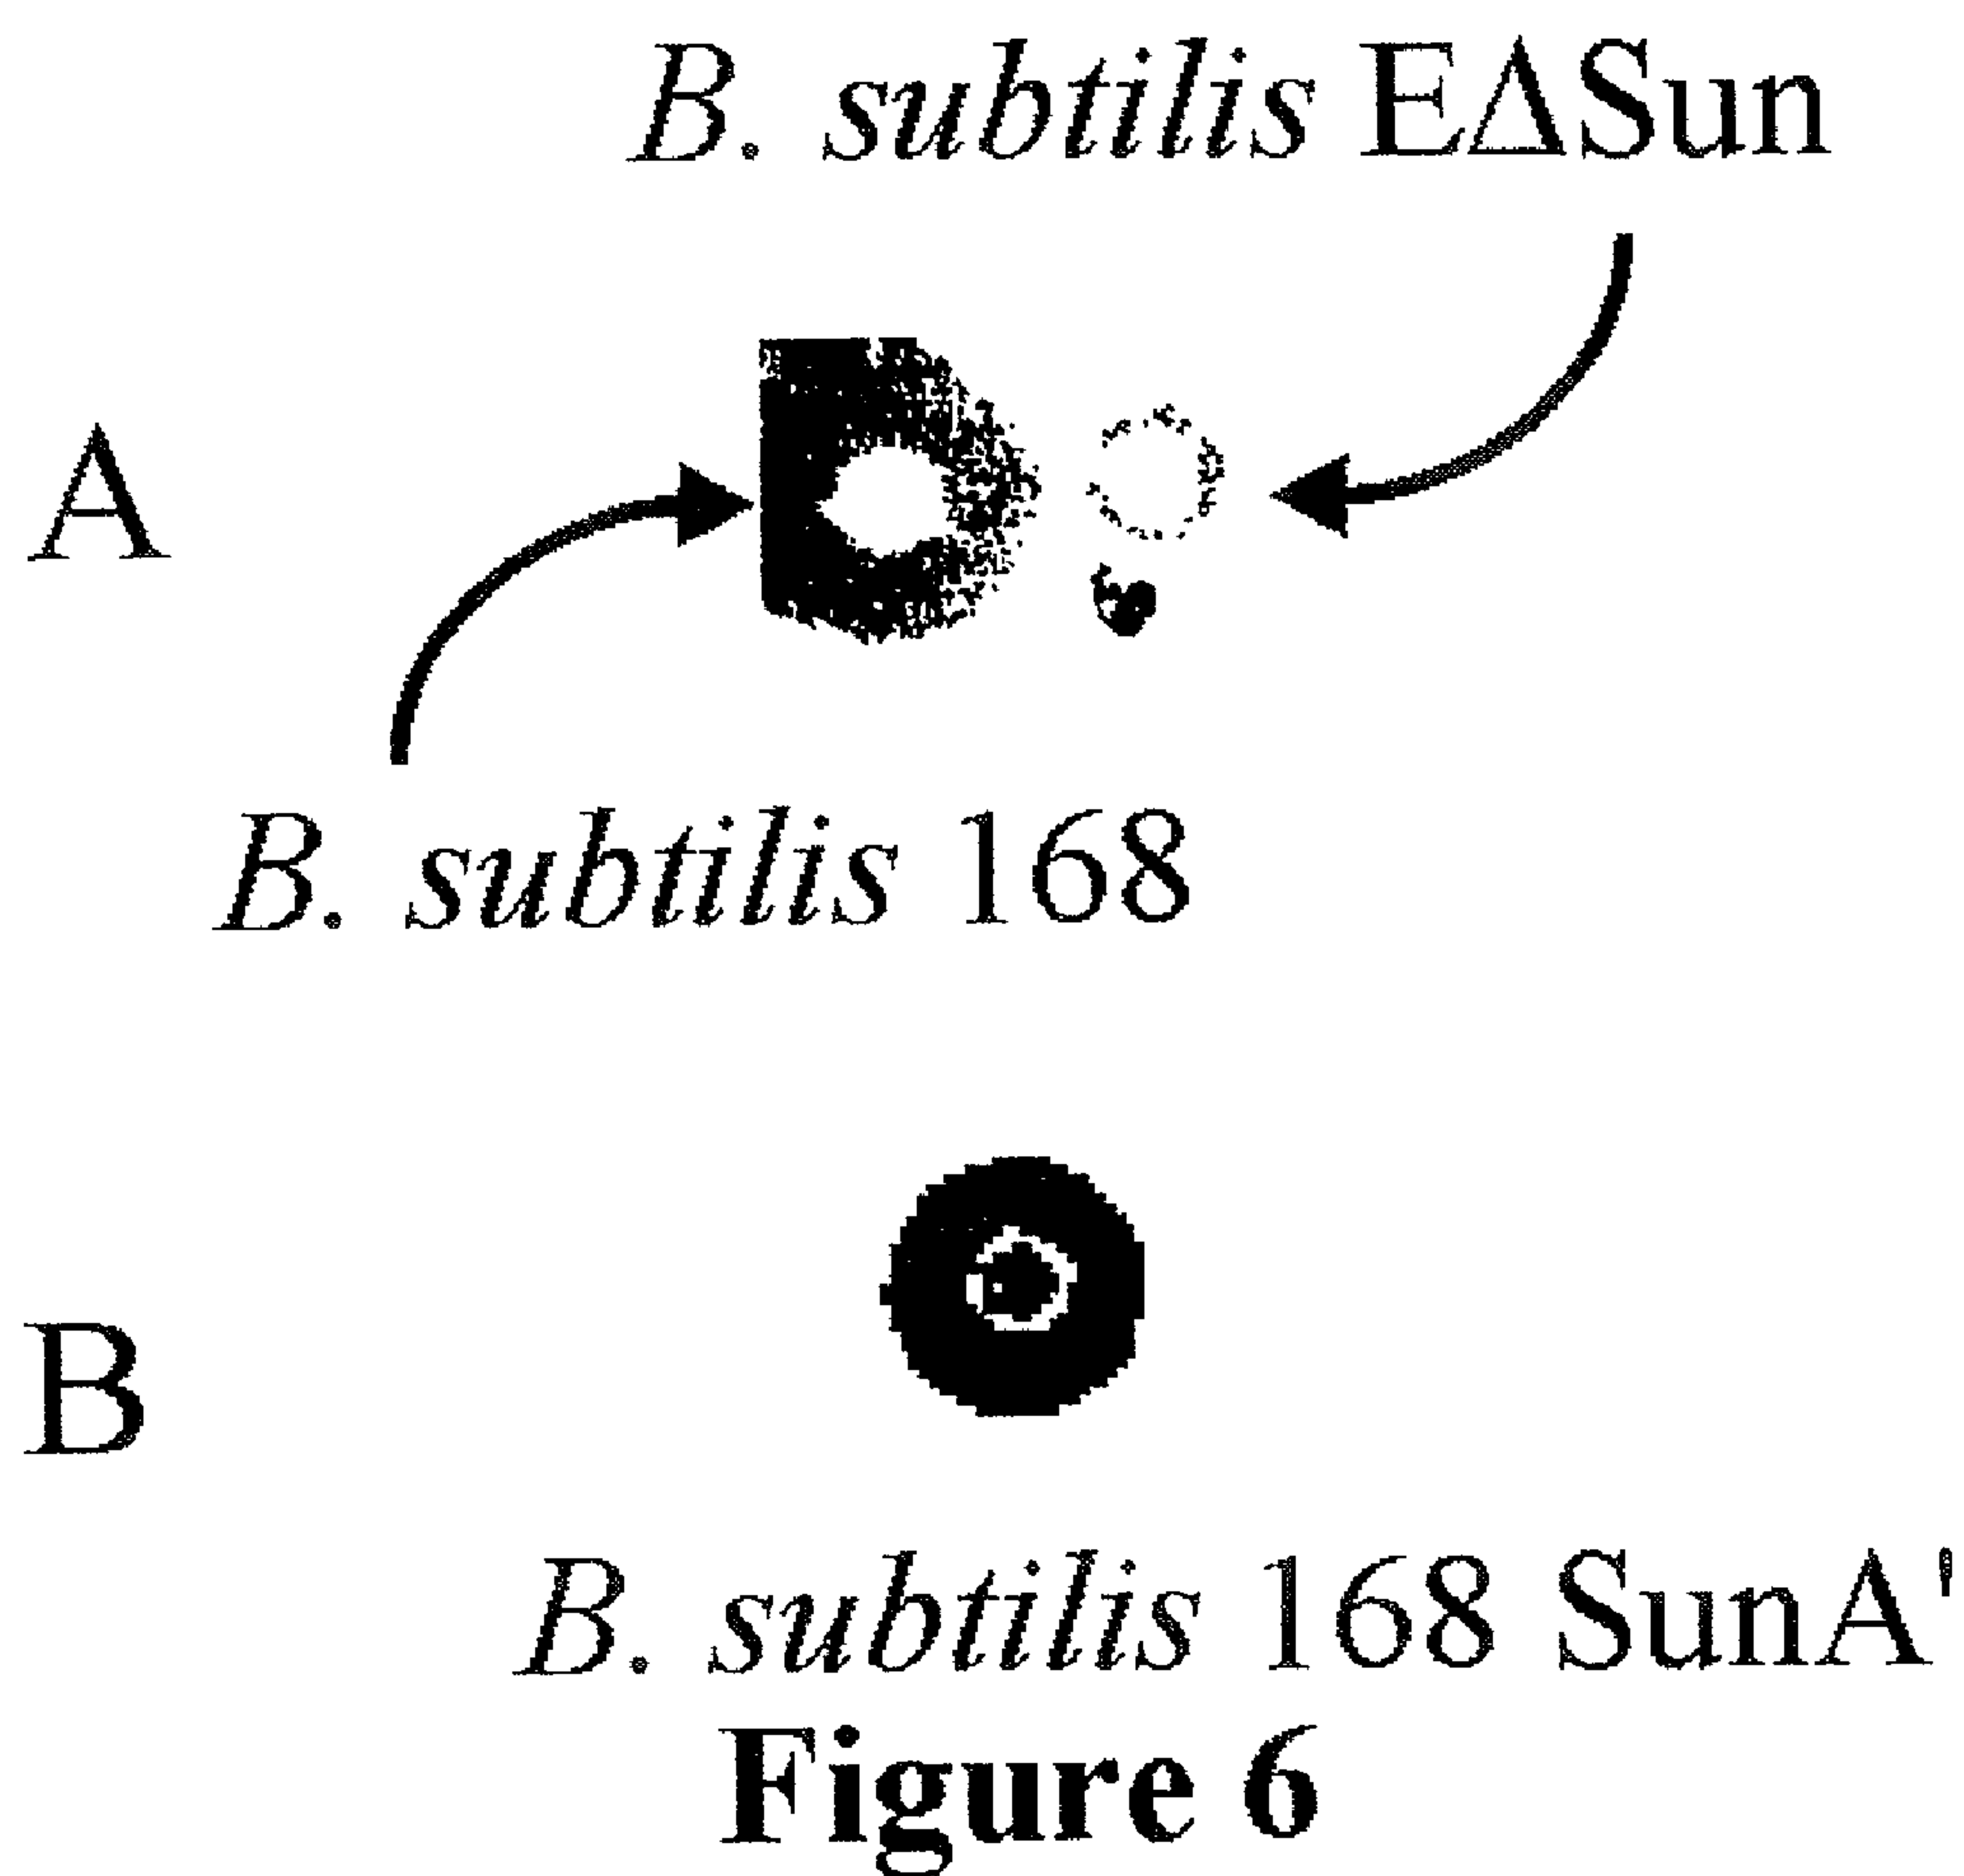 B. subtilis EΔSun
A
B. subtilis 168
B
B. subtilis 168 SunA'
Figure 6